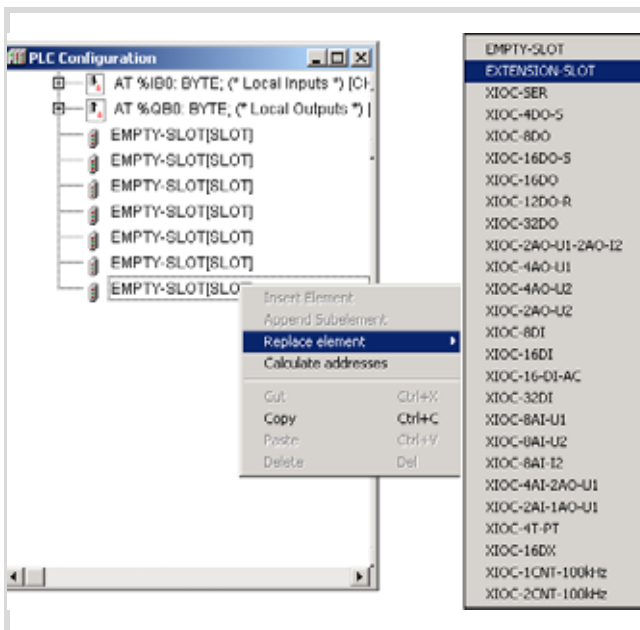 PLC Configuration
AT %IB0: BYTE; (* Local Inputs *) [CH
AT %QB0: BYTE; (* Local Outputs *) [
EMPTY-SLOT[SLOT]
EMPTY-SLOT[SLOT]
EMPTY-SLOT[SLOT]
EMPTY-SLOT[SLOT]
EMPTY-SLOT[SLOT]
EMPTY-SLOT[SLOT]
EMPTY-SLOT[SLOT]
Insert Element
Append Subelement
Replace element
Calculate addresses
Cut Ctrl+X
Copy Ctrl+C
Paste Ctrl+V
Delete Del
EMPTY-SLOT
EXTENSION-SLOT
XIOC-SER
XIOC-4DO-S
XIOC-8DO
XIOC-16DO-S
XIOC-16DO
XIOC-12DO-R
XIOC-32DO
XIOC-2AO-U1-2AO-I2
XIOC-4AO-U1
XIOC-4AO-U2
XIOC-2AO-U2
XIOC-8DI
XIOC-16DI
XIOC-16-DI-AC
XIOC-32DI
XIOC-8AI-U1
XIOC-8AI-U2
XIOC-8AI-I2
XIOC-4AI-2AO-U1
XIOC-2AI-1AO-U1
XIOC-4T-PT
XIOC-16DX
XIOC-1CNT-100kHz
XIOC-2CNT-100kHz